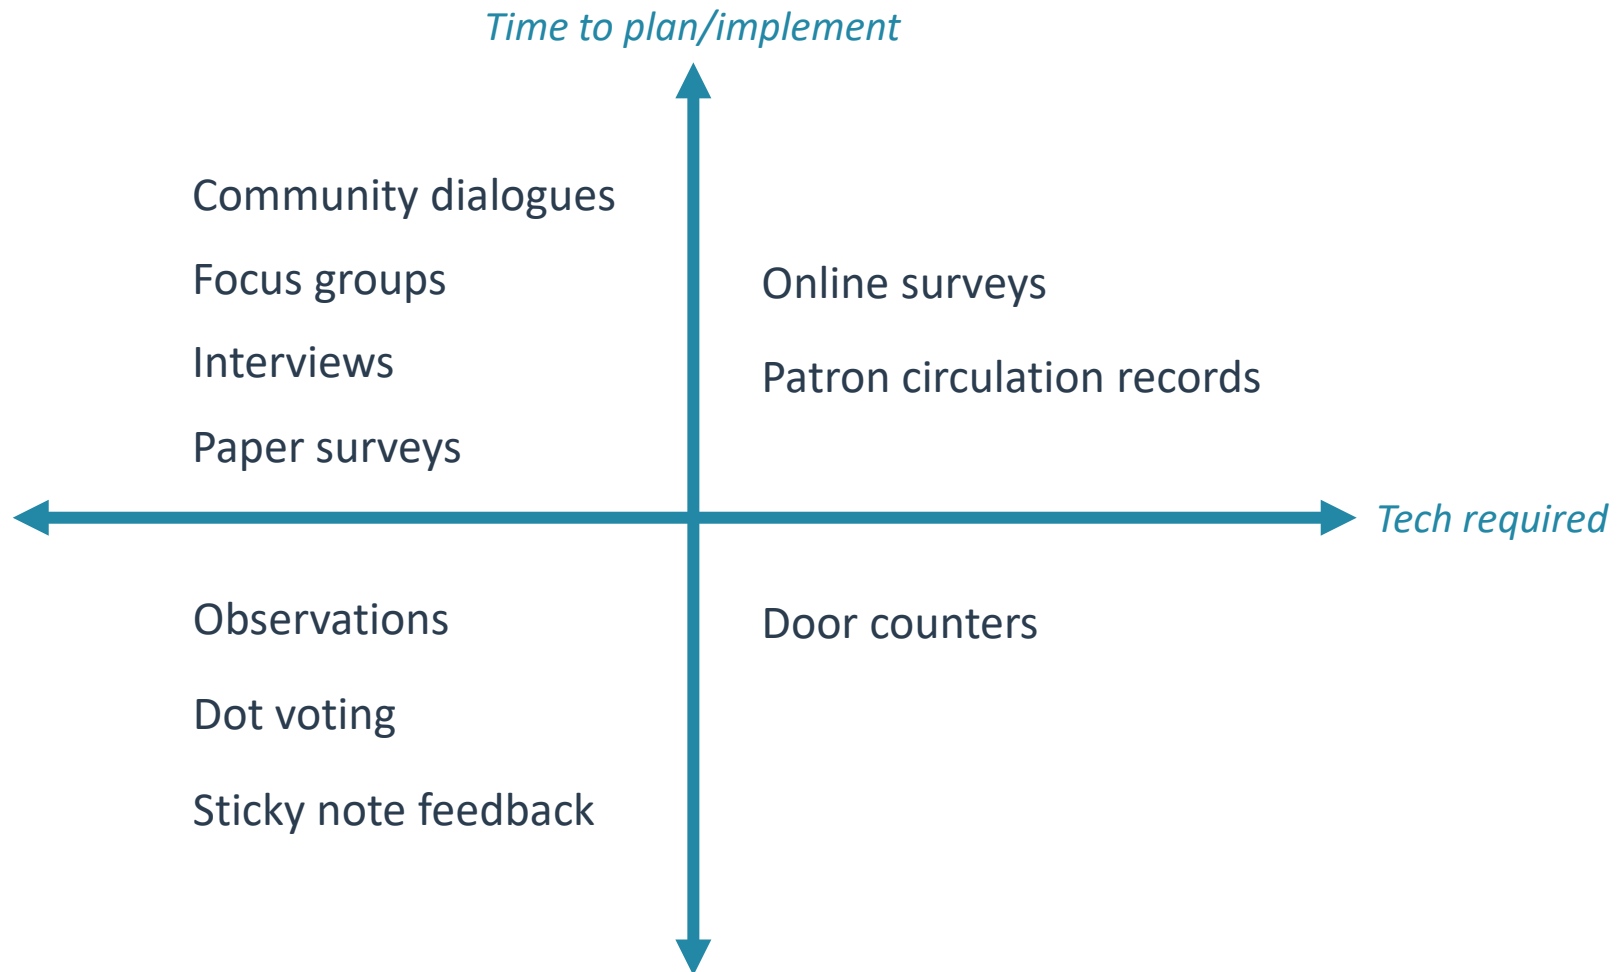 Time to plan/implement
Community dialogues
Focus groups
Interviews
Paper surveys
Online surveys
Patron circulation records
Tech required
Observations
Dot voting
Sticky note feedback
Door counters